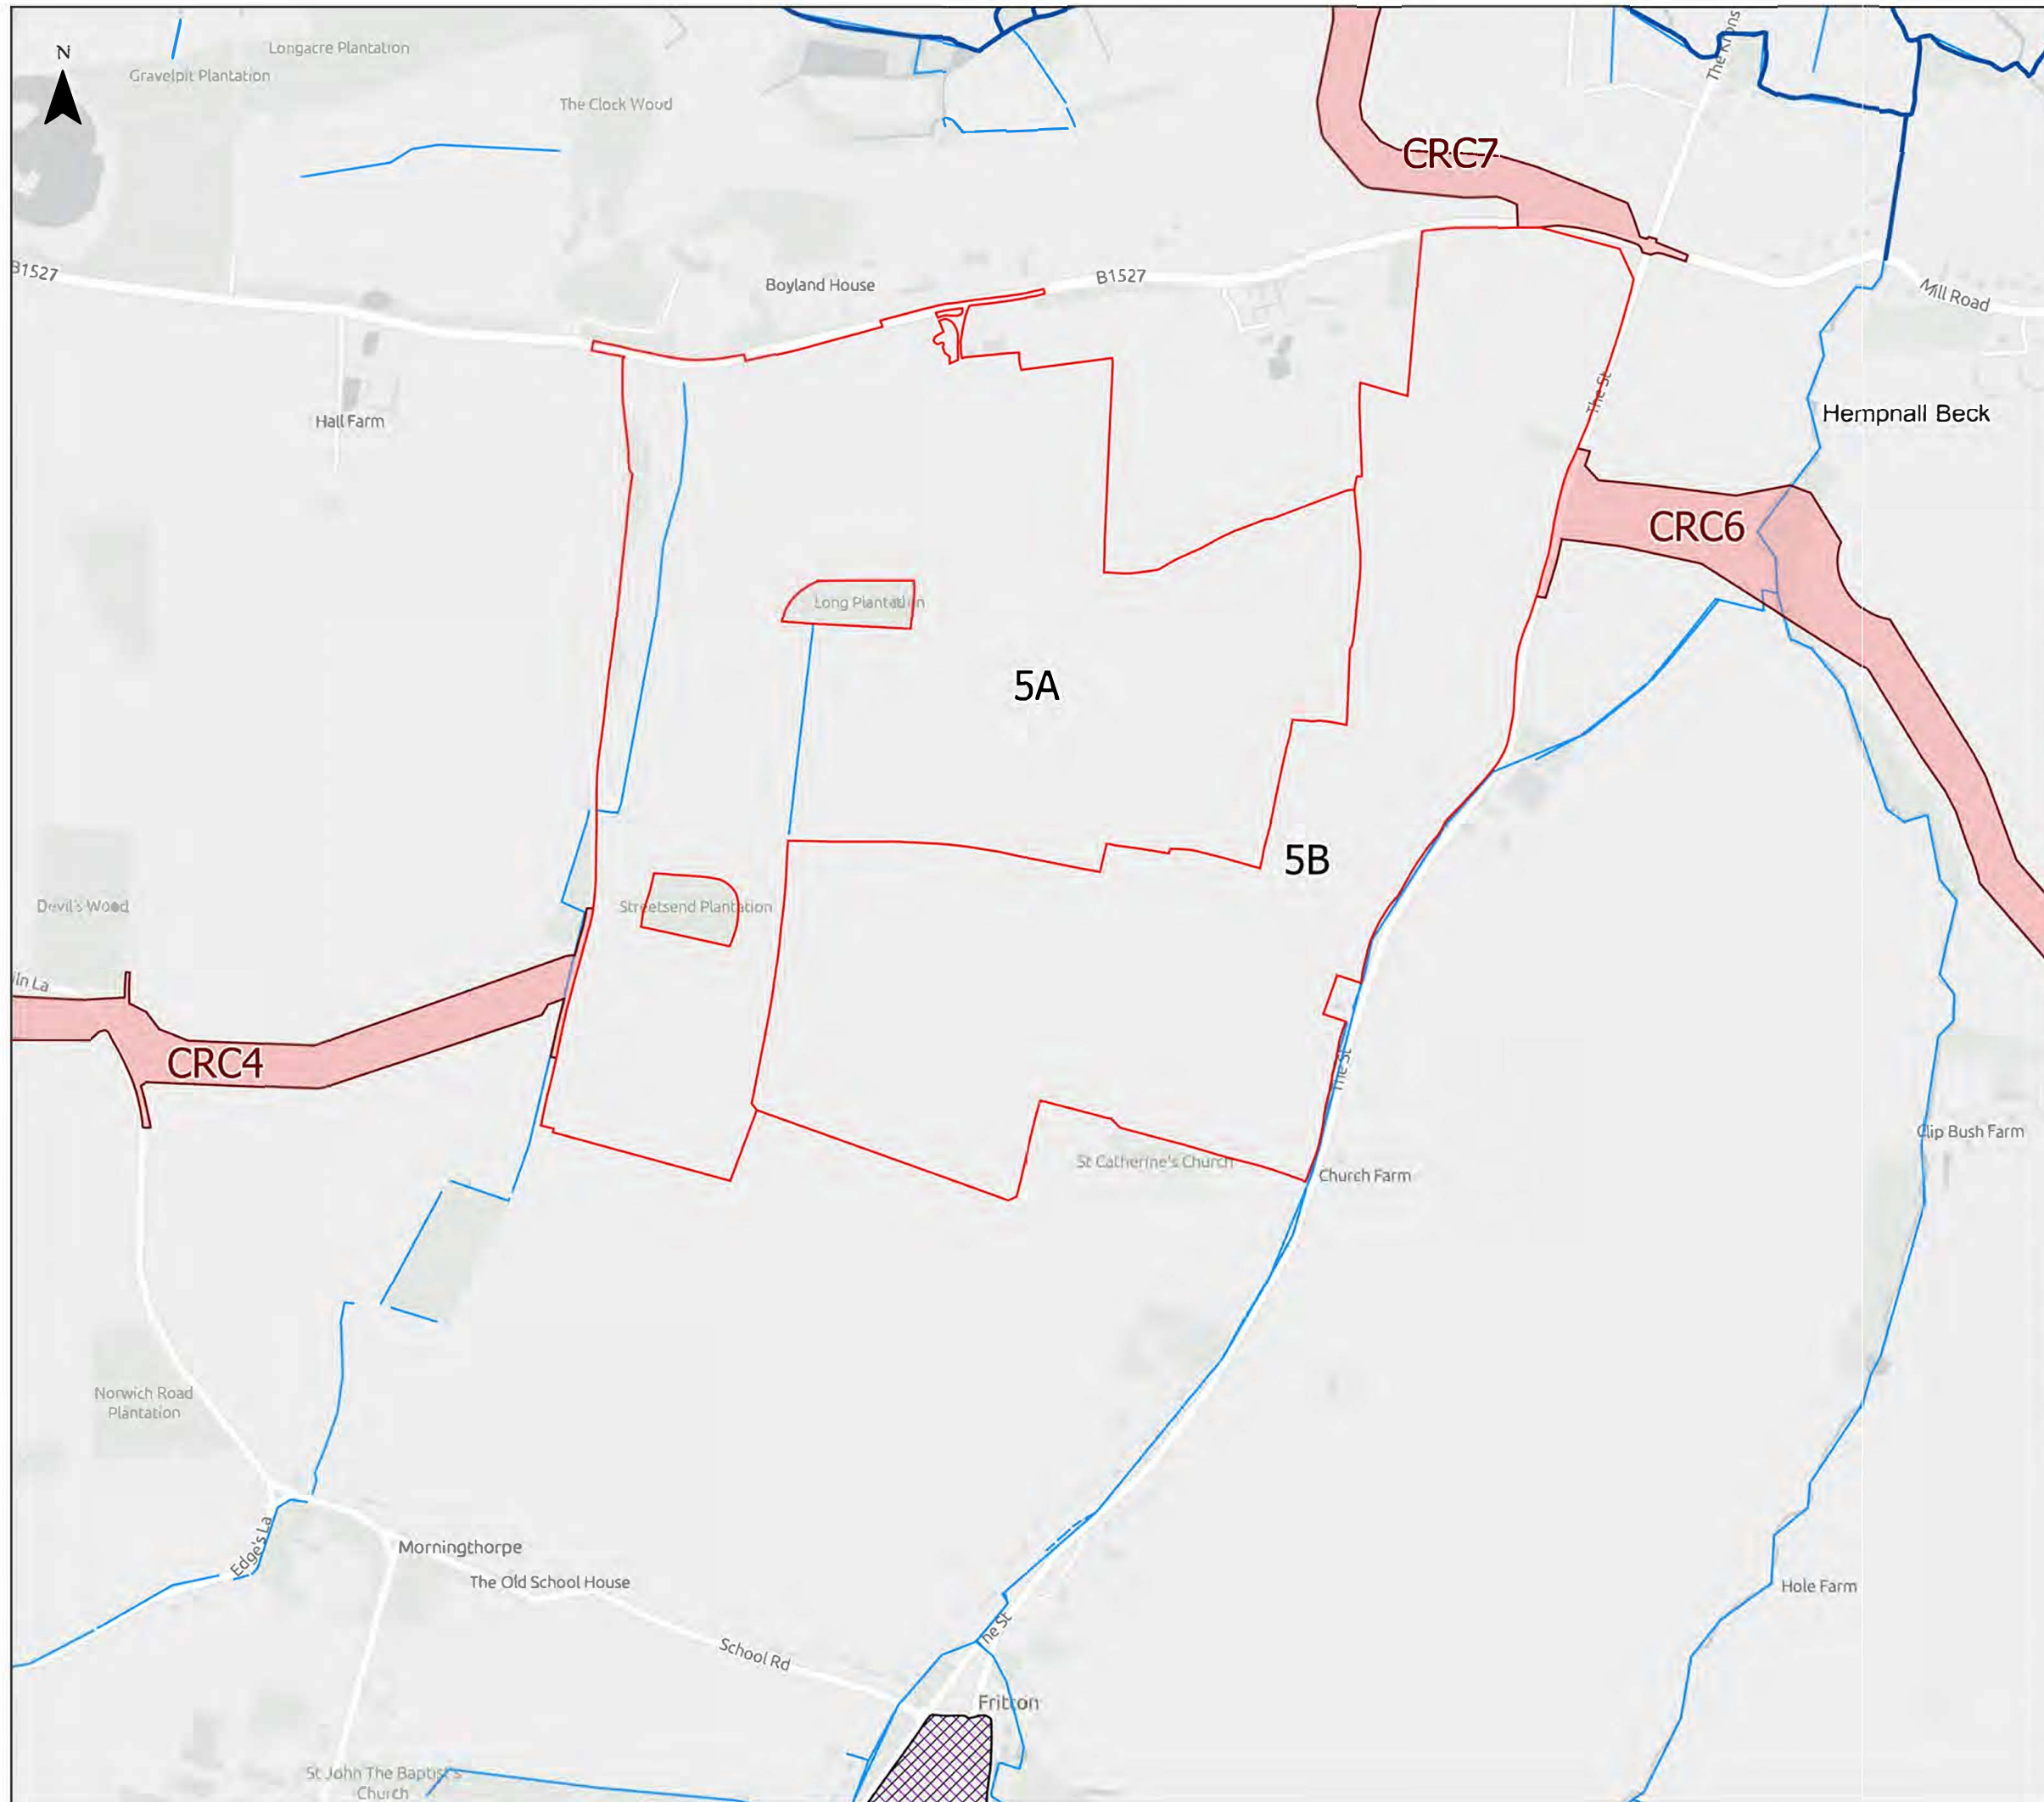 N
Longacre Plantation
Gravelpit Plantation
The Clock Wood
The Krons
CRC7
B1527
Boyland House
B1527
Mill Road
Hall Farm
The St
Hempnall Beck
CRC6
Long Plantation
5A
5B
Devil's Wood
Streetsend Plantation
iln La
CRC4
The St
Clip Bush Farm
St Catherine's Church
Church Farm
Norwich Road
Plantation
Edge's La
Morningthorpe
The Old School House
Hole Farm
The St
School Rd
Fritton
St John The Baptist's
Church